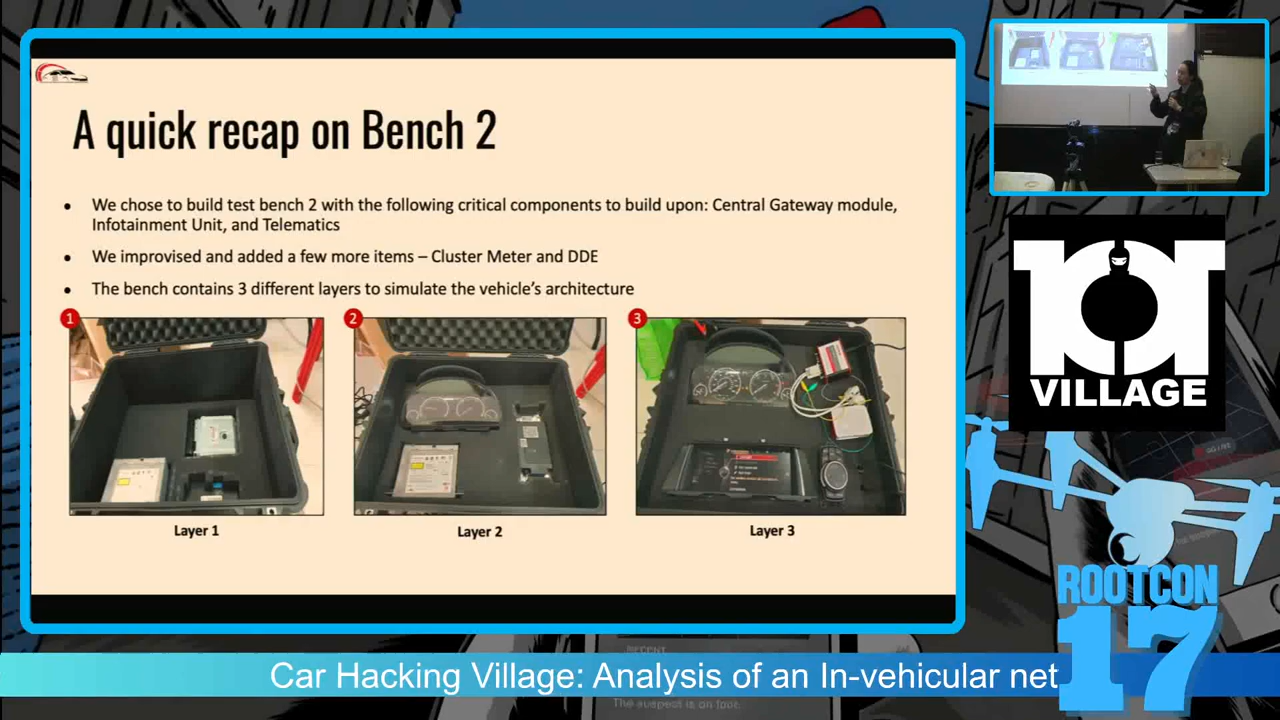 A quick recap on Bench 2
• We chose to build test bench 2 with the following critical components to build upon: Central Gateway module,
Infotainment Unit, and Telematics
• We improvised and added a few more items – Cluster Meter and DDE
• The bench contains 3 different layers to simulate the vehicle's architecture
1
2
3
Layer 1
Layer 2
Layer 3
IOT
VILLAGE
ROOTCON
17
Car Hacking Village: Analysis of an In-vehicular net
RECENT
The suspect is on foot.